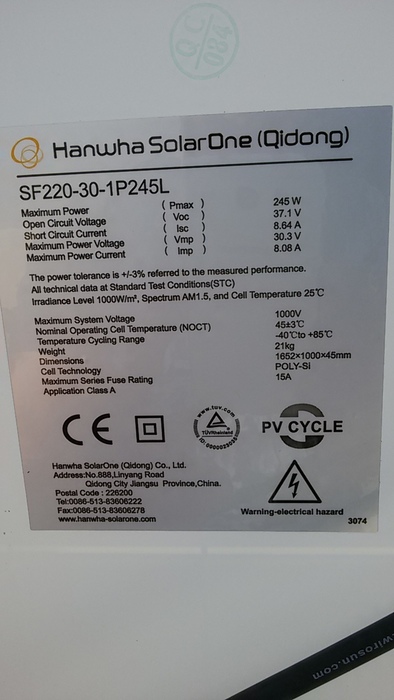 QC
084
Hanwha SolarOne (Qidong)
SF220-30-1P245L
Maximum Power ( Pmax ) 245 W
Open Circuit Voltage ( Voc ) 37.1 V
Short Circuit Current ( Isc ) 8.64 A
Maximum Power Voltage ( Vmp ) 30.3 V
Maximum Power Current ( Imp ) 8.08 A
The power tolerance is +/-3% referred to the measured performance.
All technical data at Standard Test Conditions(STC)
Irradiance Level 1000W/m², Spectrum AM1.5, and Cell Temperature 25℃
Maximum System Voltage 1000V
Nominal Operating Cell Temperature (NOCT) 45±3℃
Temperature Cycling Range -40℃to +85℃
Weight 21kg
Dimensions 1652×1000×45mm
Cell Technology POLY-Si
Maximum Series Fuse Rating 15A
Application Class A
CE
www.tuv.com
TÜVRheinland
PV CYCLE
Hanwha SolarOne (Qidong) Co., Ltd.
Address:No.888,Linyang Road
Qidong City Jiangsu Province,China.
Postal Code : 226200
Tel:0086-513-83606222
Fax:0086-513-83606278
www.hanwha-solarone.com
Warning-electrical hazard
3074